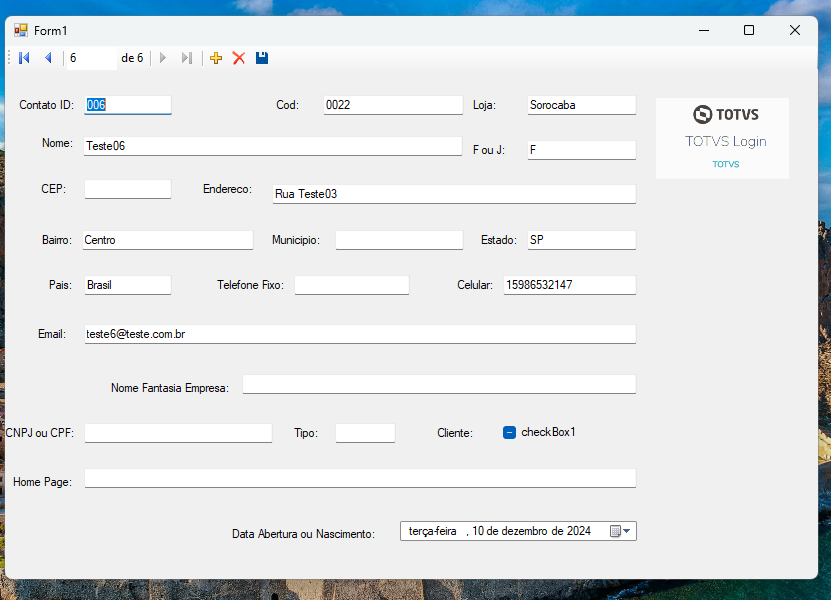 Form1
6 de 6
Contato ID: 006 Cod: 0022 Loja: Sorocaba
TOTVS
TOTVS Login
TOTVS
Nome: Teste06 F ou J: F
CEP: Endereco: Rua Teste03
Bairro: Centro Municipio: Estado: SP
Pais: Brasil Telefone Fixo: Celular: 15986532147
Email: teste6@teste.com.br
Nome Fantasia Empresa:
CNPJ ou CPF: Tipo: Cliente: checkBox1
Home Page:
Data Abertura ou Nascimento: terça-feira , 10 de dezembro de 2024